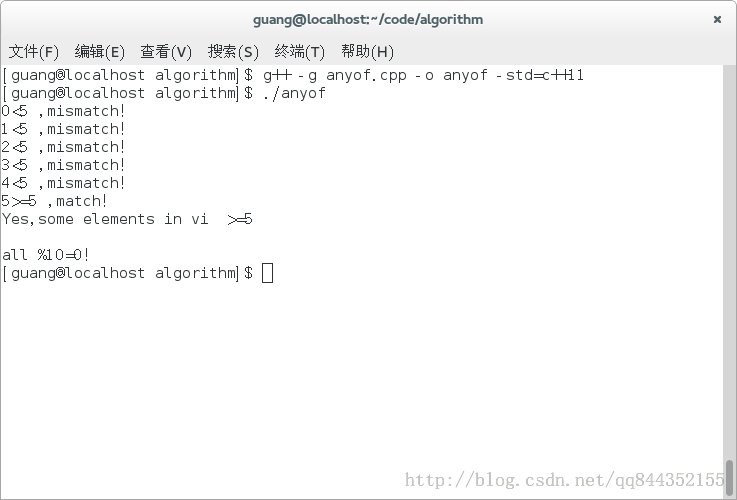 guang@localhost:~/code/algorithm
文件(F) 编辑(E) 查看(V) 搜索(S) 终端(T) 帮助(H)
[guang@localhost algorithm]$ g++ -g anyof.cpp -o anyof -std=c++11
[guang@localhost algorithm]$ ./anyof
0<5 ,mismatch!
1<5 ,mismatch!
2<5 ,mismatch!
3<5 ,mismatch!
4<5 ,mismatch!
5>=5 ,match!
Yes,some elements in vi  >=5
all %10=0!
[guang@localhost algorithm]$
http://blog.csdn.net/qq844352155